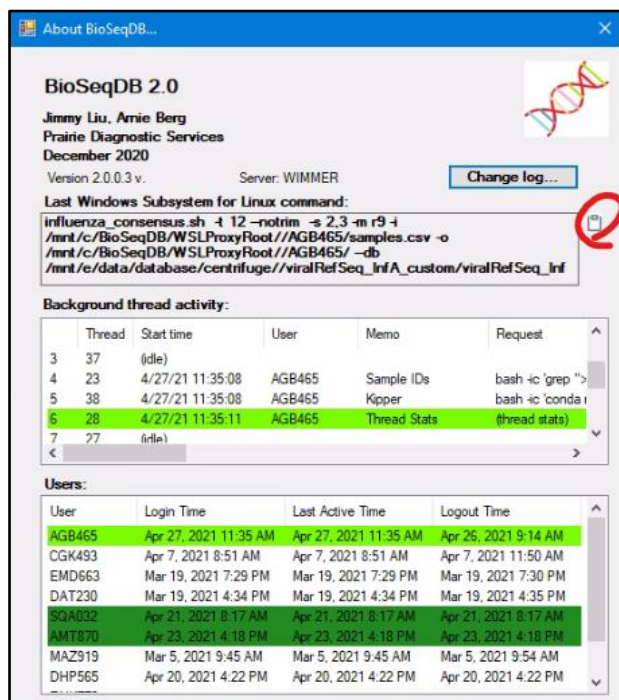 About BioSeqDB...
BioSeqDB 2.0
Jimmy Liu, Arnie Berg
Prairie Diagnostic Services
December 2020
Version 2.0.0.3 v. Server: WIMMER Change log...
Last Windows Subsystem for Linux command:
influenza_consensus.sh -t 12 --notrim -s 2,3 -m r9 -i
/mnt/c/BioSeqDB/WSLProxyRoot//AGB465/samples.csv -o
/mnt/c/BioSeqDB/WSLProxyRoot//AGB465/ --db
/mnt/e/data/database/centrifuge//viralRefSeq_InfA_custom/viralRefSeq_Inf
Background thread activity:
Thread Start time User Memo Request
3 37 (idle)
4 23 4/27/21 11:35:08 AGB465 Sample IDs bash -ic 'grep ">
5 38 4/27/21 11:35:08 AGB465 Kipper bash -ic 'conda r
6 28 4/27/21 11:35:11 AGB465 Thread Stats (thread stats)
7 27 (idle)
Users:
User Login Time Last Active Time Logout Time
AGB465 Apr 27, 2021 11:35 AM Apr 27, 2021 11:35 AM Apr 26, 2021 9:14 AM
CGK493 Apr 7, 2021 8:51 AM Apr 7, 2021 8:51 AM Apr 7, 2021 11:50 AM
EMD663 Mar 19, 2021 7:29 PM Mar 19, 2021 7:29 PM Mar 19, 2021 7:30 PM
DAT230 Mar 19, 2021 4:34 PM Mar 19, 2021 4:34 PM Mar 19, 2021 4:35 PM
SQA032 Apr 21, 2021 8:17 AM Apr 21, 2021 8:17 AM Apr 21, 2021 8:17 AM
AMT870 Apr 23, 2021 4:18 PM Apr 23, 2021 4:18 PM Apr 23, 2021 4:18 PM
MAZ919 Mar 5, 2021 9:45 AM Mar 5, 2021 9:45 AM Mar 5, 2021 9:54 AM
DHP565 Apr 20, 2021 4:22 PM Apr 20, 2021 4:22 PM Apr 20, 2021 4:22 PM